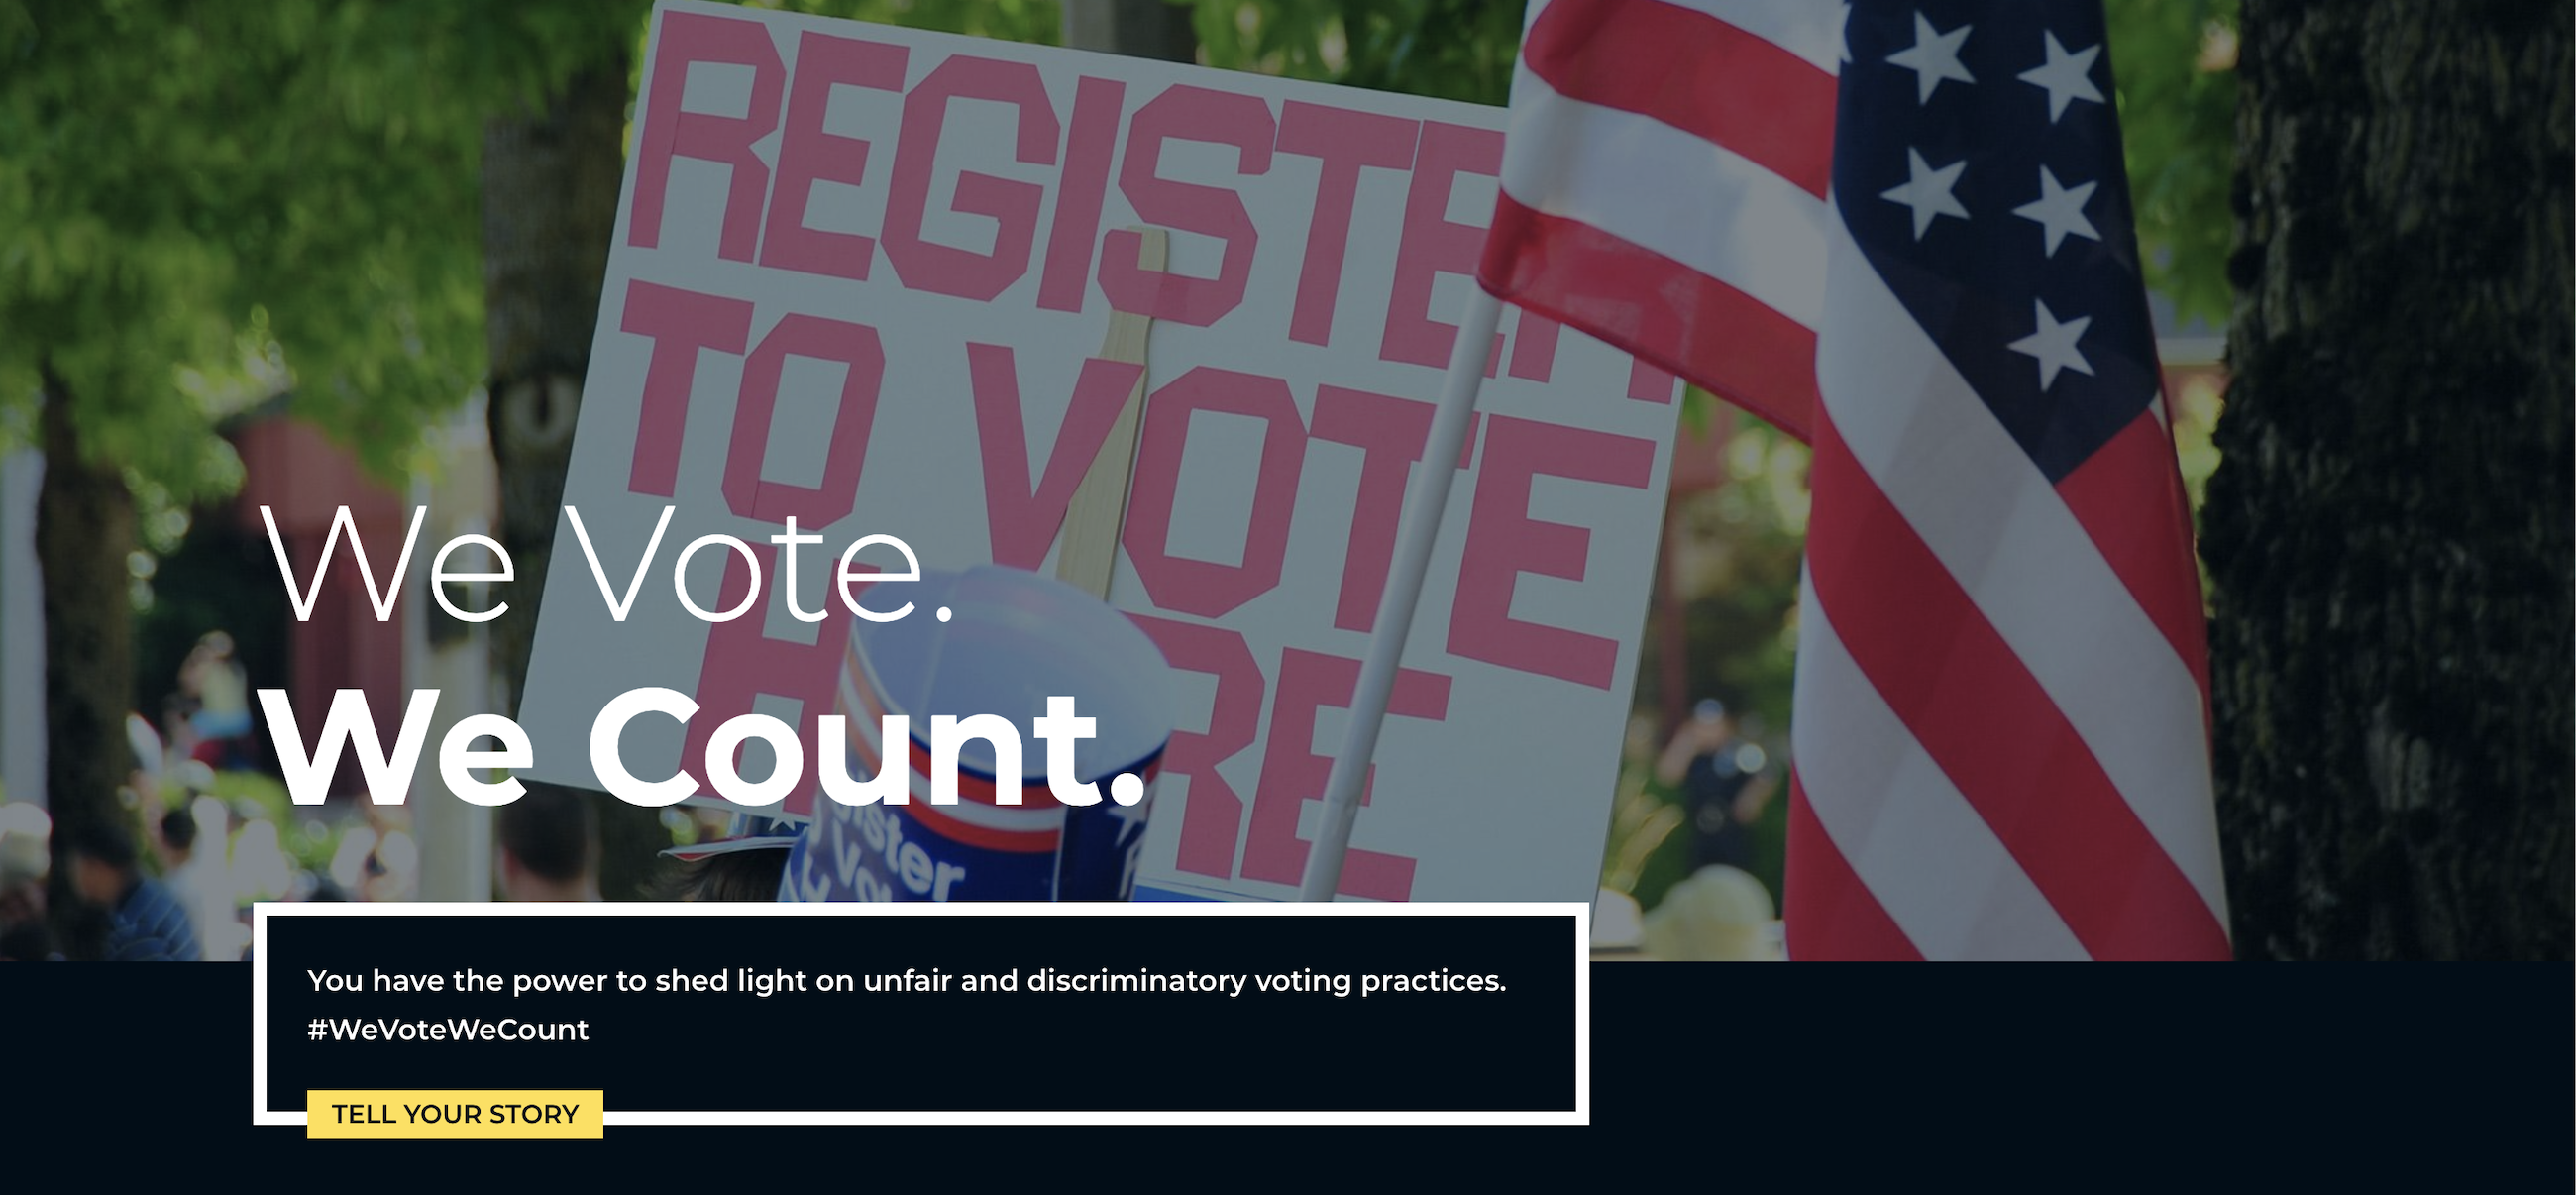 REGISTER
TO VOTE
We Vote.
We Count.
You have the power to shed light on unfair and discriminatory voting practices.
#WeVoteWeCount
TELL YOUR STORY